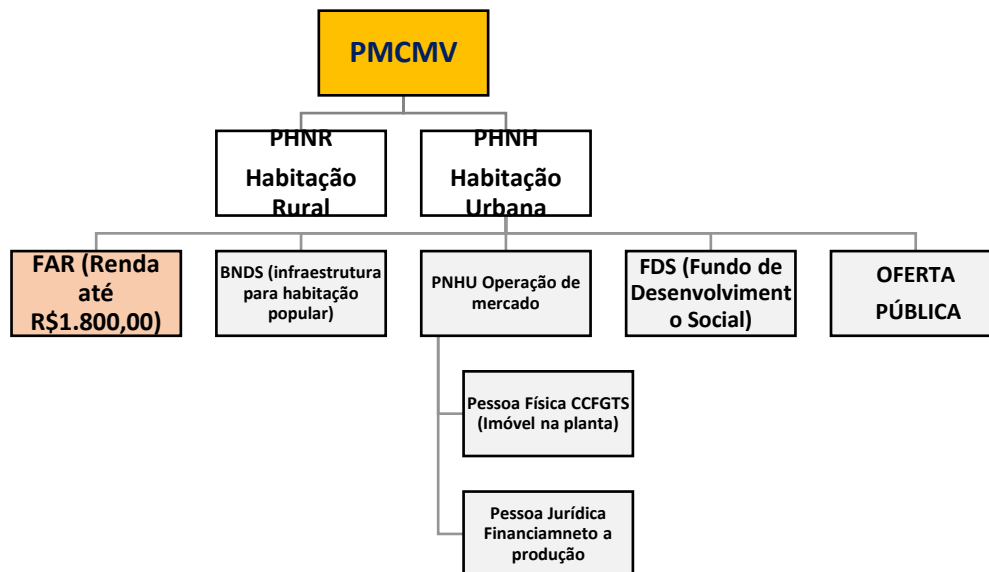 PMCMV
PHNR
Habitação
Rural
PHNH
Habitação
Urbana
FAR (Renda
até
R$1.800,00)
BNDS (infraestrutura
para habitação
popular)
PNHU Operação de
mercado
FDS (Fundo de
Desenvolviment
o Social)
OFERTA
PÚBLICA
Pessoa Física CCFGTS
(Imóvel na planta)
Pessoa Jurídica
Financiamneto a
produção